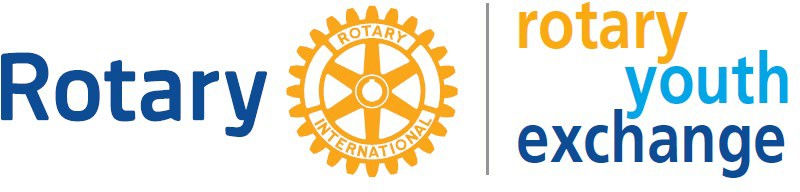 Rotary
ROTARY
INTERNATIONAL
rotary
youth
exchange